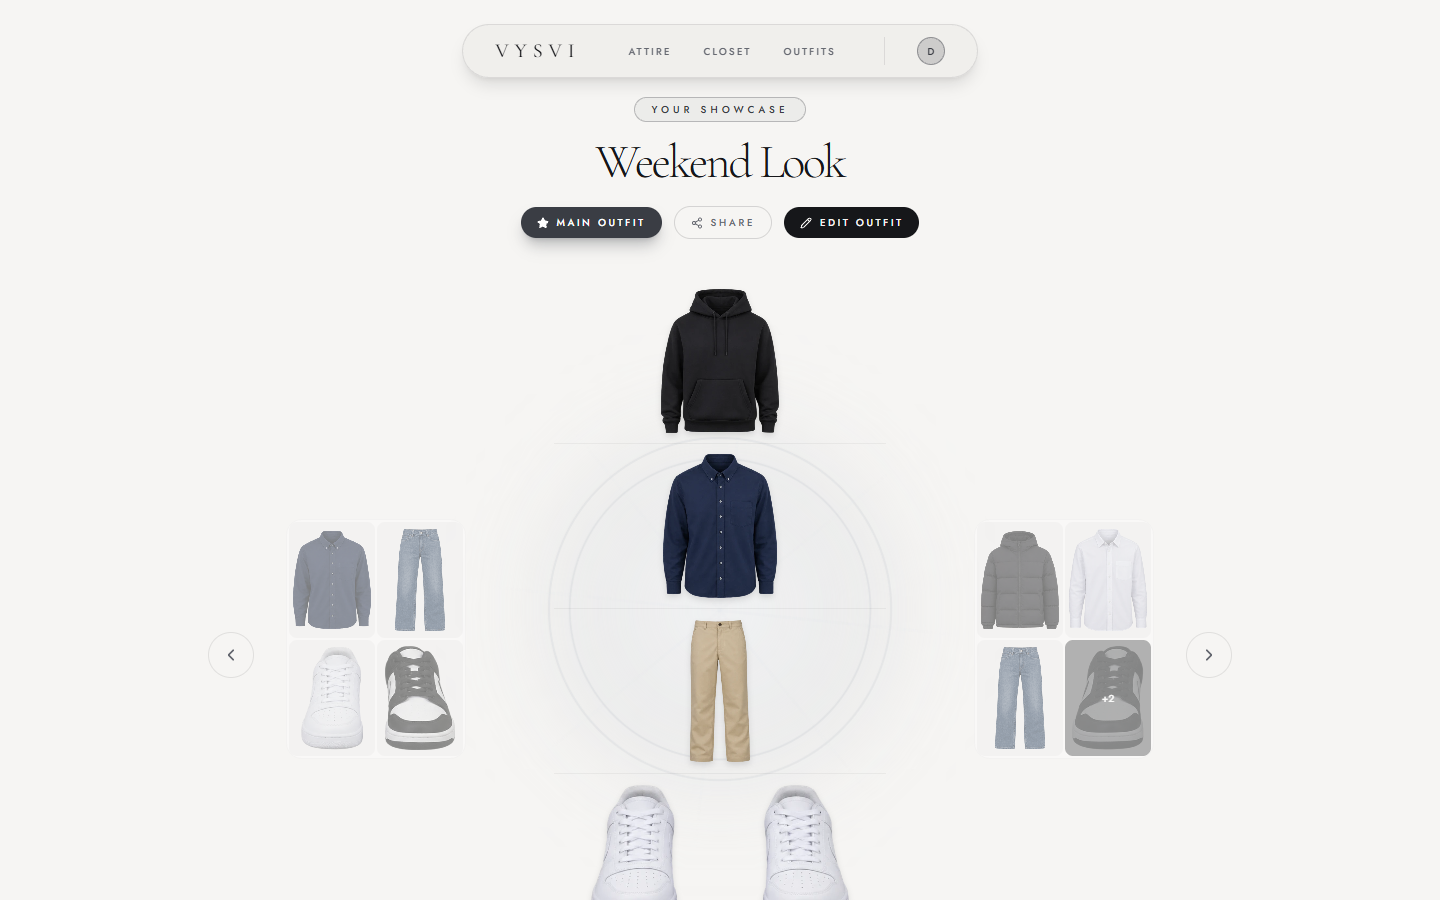 VYSVI
ATTIRE
CLOSET
OUTFITS
D
YOUR SHOWCASE
Weekend Look
MAIN OUTFIT
SHARE
EDIT OUTFIT
+2